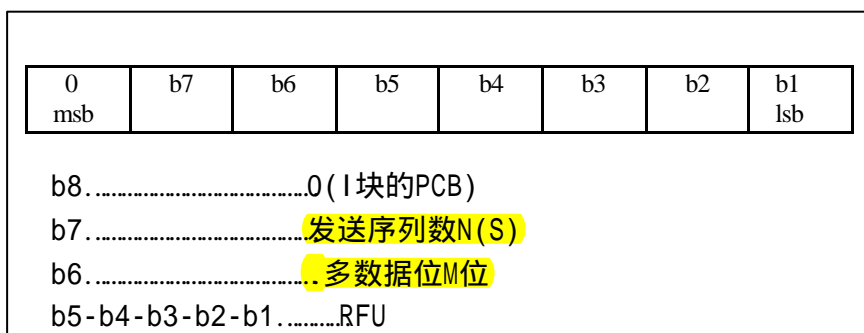 0 b7 b6 b5 b4 b3 b2 b1
msb lsb
b8…………………………………0(I块的PCB)
b7…………………………………发送序列数N(S)
b6…………………………………多数据位M位
b5-b4-b3-b2-b1…………RFU